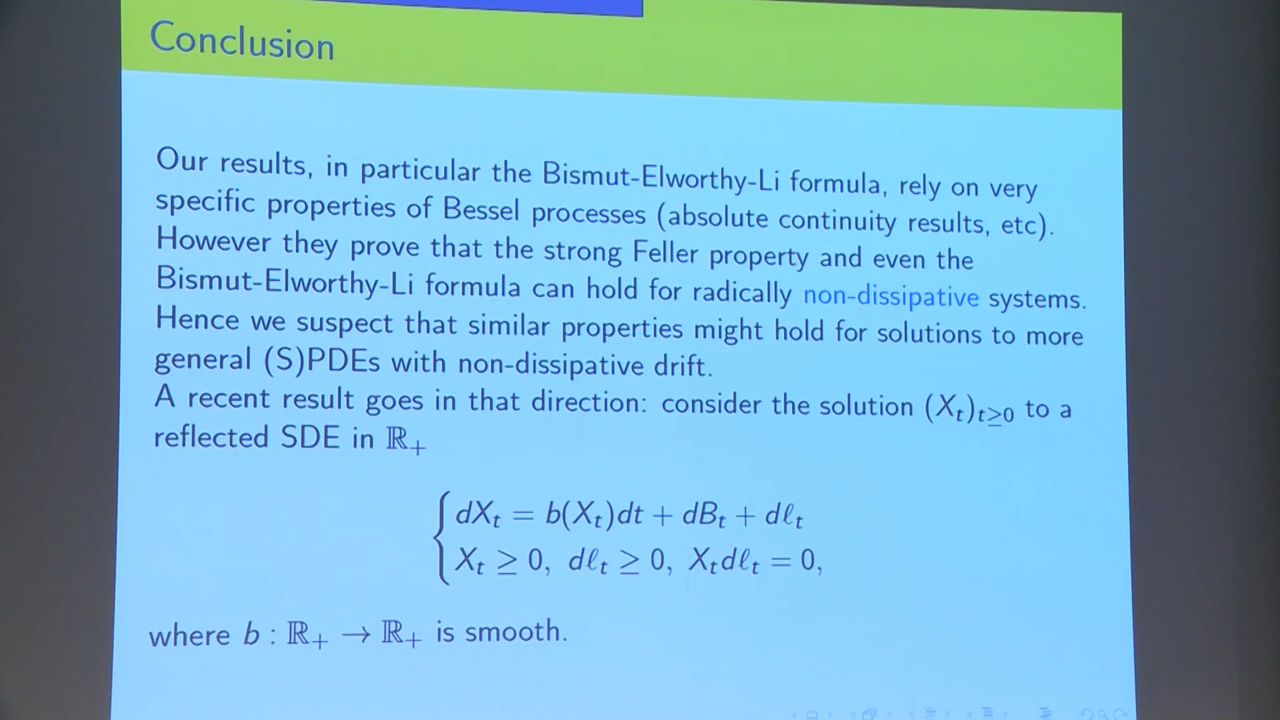 Conclusion
Our results, in particular the Bismut-Elworthy-Li formula, rely on very
specific properties of Bessel processes (absolute continuity results, etc).
However they prove that the strong Feller property and even the
Bismut-Elworthy-Li formula can hold for radically non-dissipative systems.
Hence we suspect that similar properties might hold for solutions to more
general (S)PDEs with non-dissipative drift.
A recent result goes in that direction: consider the solution (X_t)_{t≥0} to a
reflected SDE in ℝ₊
dX_t = b(X_t)dt + dB_t + dℓ_t
X_t ≥ 0, dℓ_t ≥ 0, X_t dℓ_t = 0,
where b : ℝ₊ → ℝ₊ is smooth.